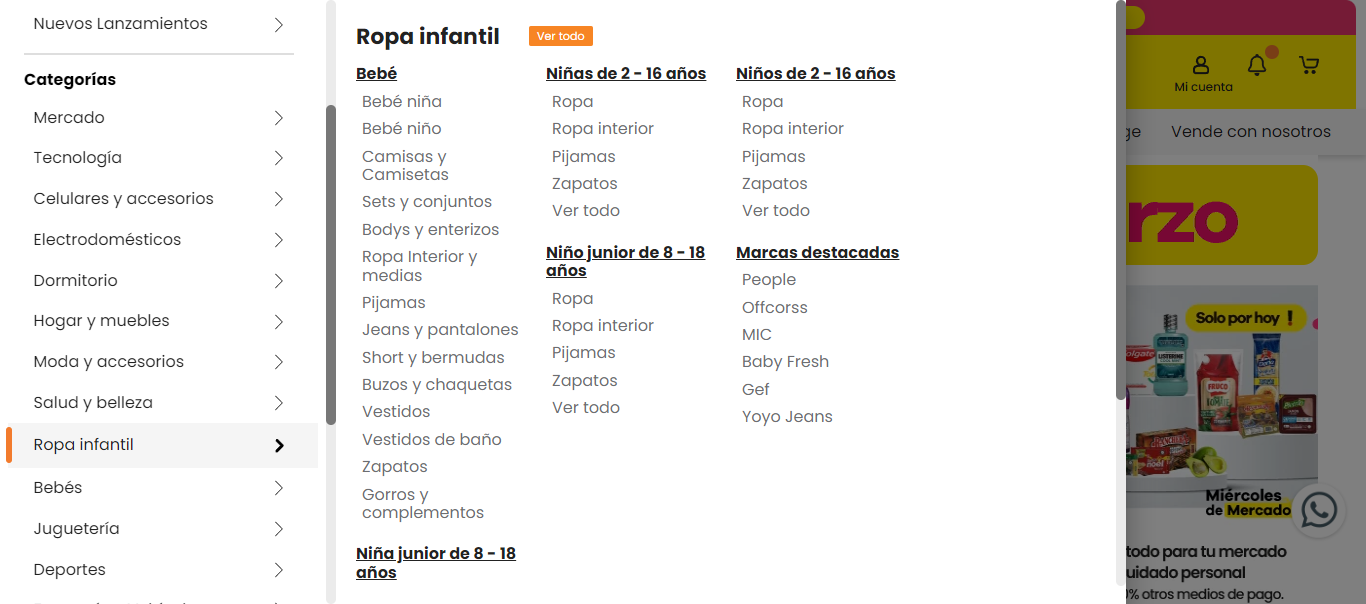 Nuevos Lanzamientos
Categorías
Mercado
Tecnología
Celulares y accesorios
Electrodomésticos
Dormitorio
Hogar y muebles
Moda y accesorios
Salud y belleza
Ropa infantil
Bebés
Juguetería
Deportes
Ropa infantil
Ver todo
Bebé
Bebé niña
Bebé niño
Camisas y
Camisetas
Sets y conjuntos
Bodys y enterizos
Ropa Interior y
medias
Pijamas
Jeans y pantalones
Short y bermudas
Buzos y chaquetas
Vestidos
Vestidos de baño
Zapatos
Gorros y
complementos
Niña junior de 8 - 18
años
Niñas de 2 - 16 años
Ropa
Ropa interior
Pijamas
Zapatos
Ver todo
Niño junior de 8 - 18
años
Ropa
Ropa interior
Pijamas
Zapatos
Ver todo
Niños de 2 - 16 años
Ropa
Ropa interior
Pijamas
Zapatos
Ver todo
Marcas destacadas
People
Offcorss
MIC
Baby Fresh
Gef
Yoyo Jeans
Mi cuenta
Vende con nosotros
rzo
Solo por hoy !
LISTERINE
FRUCO
Miércoles
de Mercado
todo para tu mercado
uidado personal
% otros medios de pago.